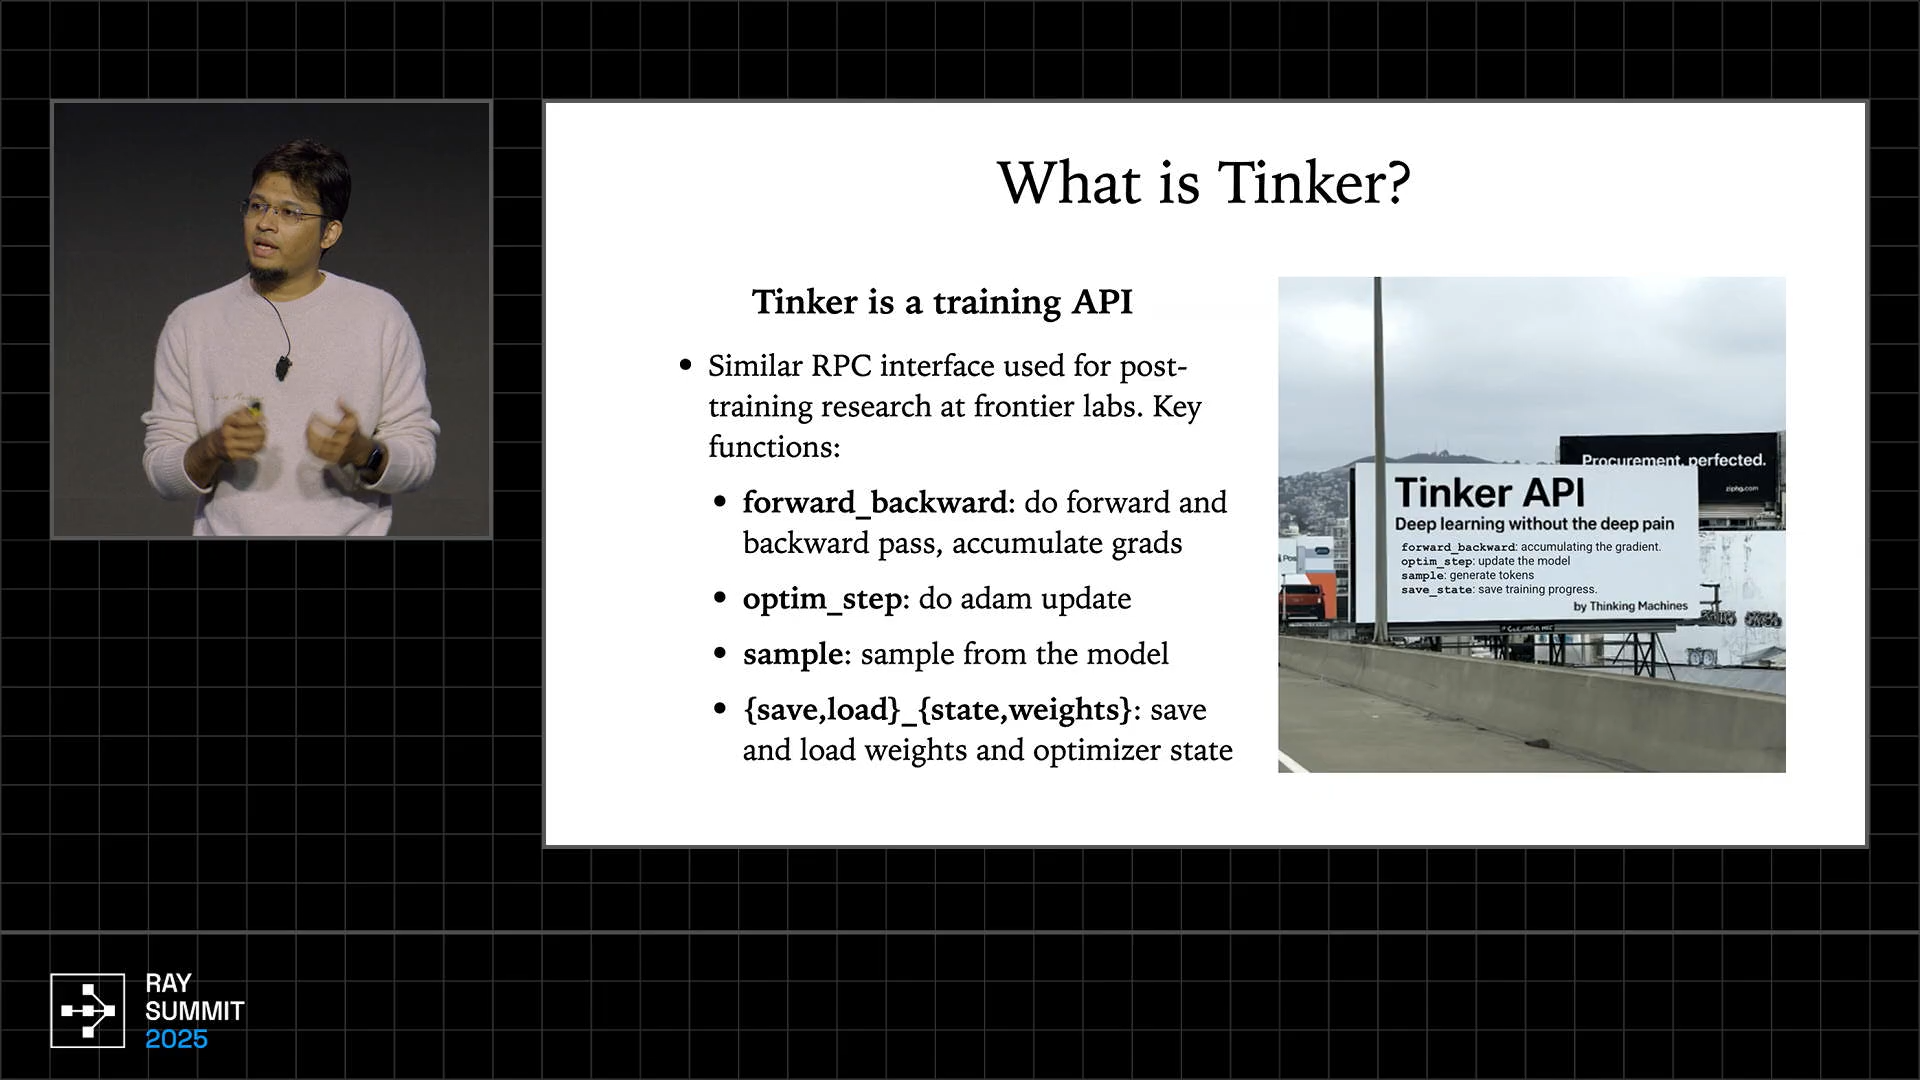 What is Tinker?
Tinker is a training API
• Similar RPC interface used for post-
training research at frontier labs. Key
functions:
• forward_backward: do forward and
backward pass, accumulate grads
• optim_step: do adam update
• sample: sample from the model
• {save,load}_{state,weights}: save
and load weights and optimizer state
Procurement, perfected.
ziphq.com
Tinker API
Deep learning without the deep pain
forward_backward: accumulating the gradient.
optim_step: update the model
sample: generate tokens
save_state: save training progress.
by Thinking Machines
RAY
SUMMIT
2025